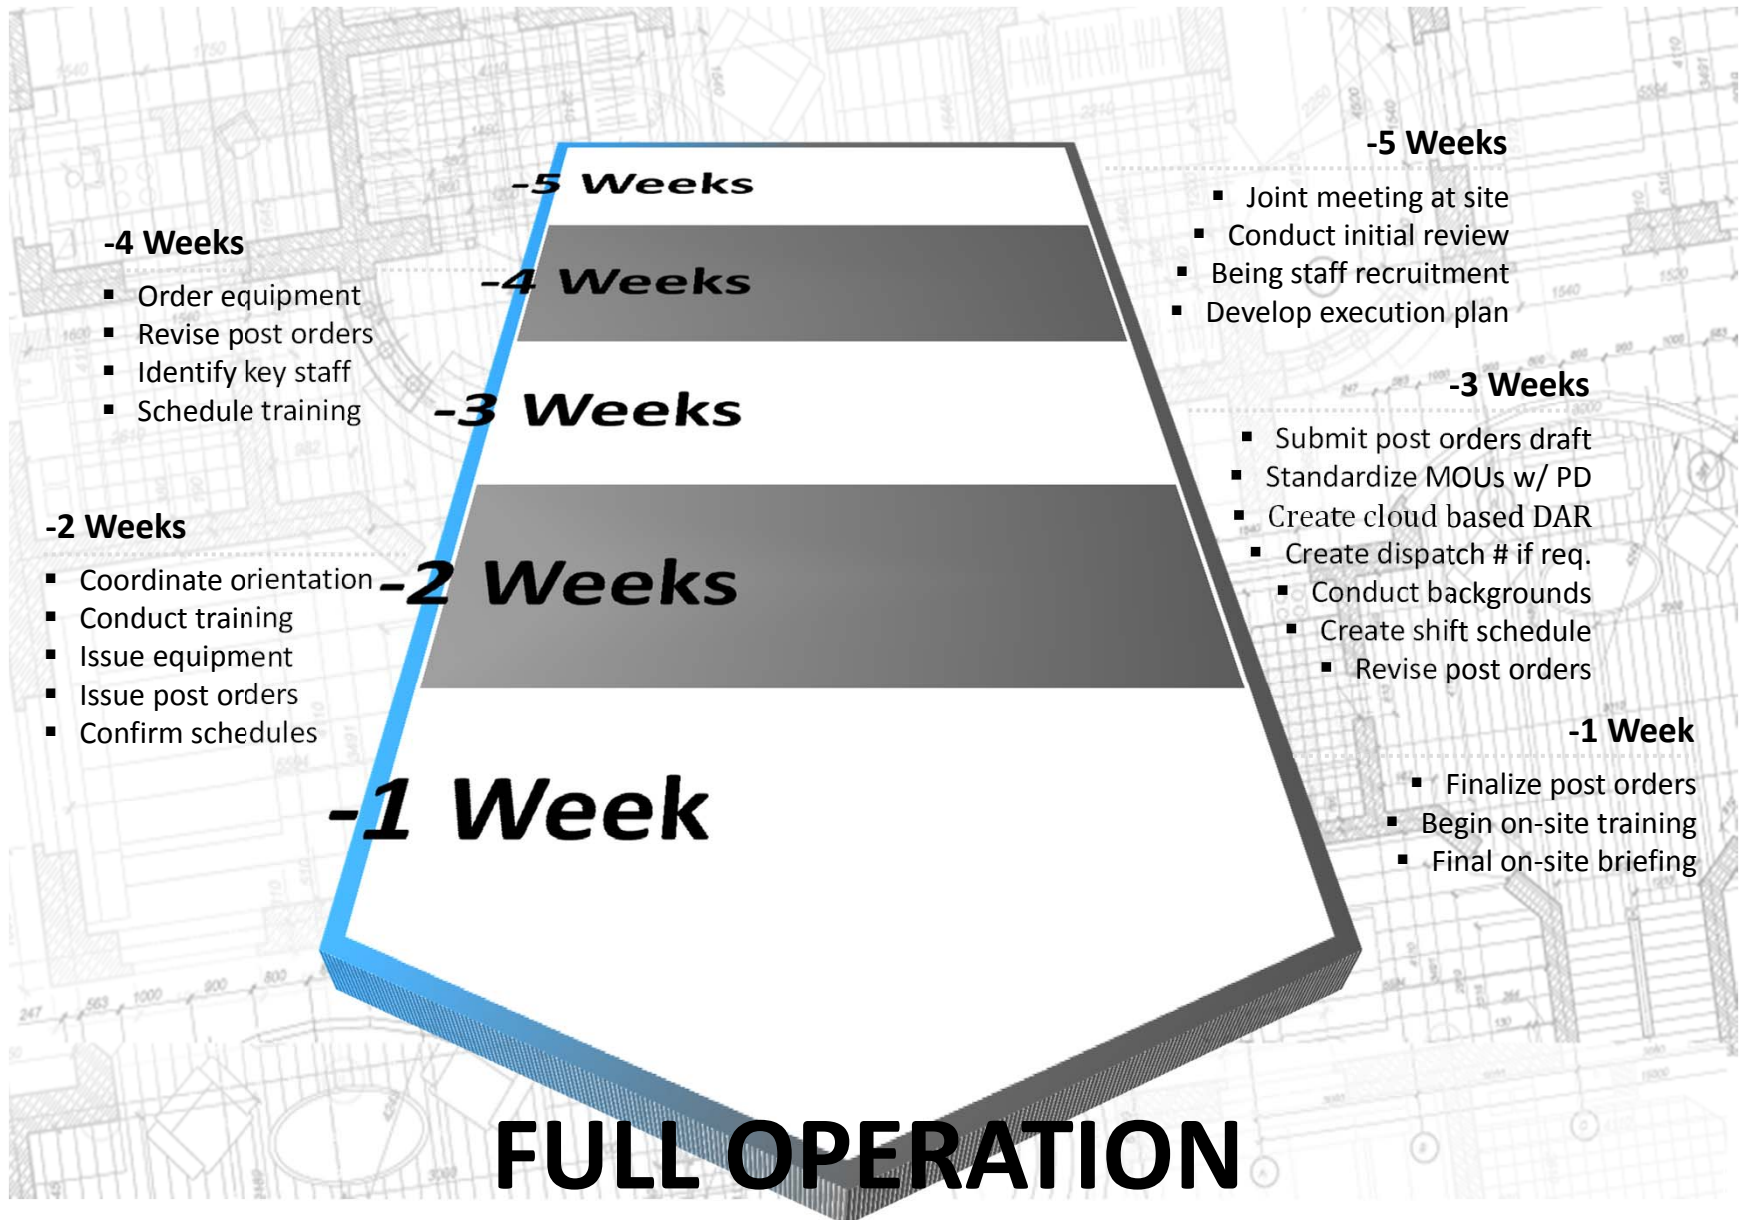 -5 Weeks
▪ Joint meeting at site
▪ Conduct initial review
▪ Being staff recruitment
▪ Develop execution plan
-4 Weeks
▪ Order equipment
▪ Revise post orders
▪ Identify key staff
▪ Schedule training
-3 Weeks
▪ Submit post orders draft
▪ Standardize MOUs w/ PD
▪ Create cloud based DAR
▪ Create dispatch # if req.
▪ Conduct backgrounds
▪ Create shift schedule
▪ Revise post orders
-2 Weeks
▪ Coordinate orientation
▪ Conduct training
▪ Issue equipment
▪ Issue post orders
▪ Confirm schedules
-1 Week
▪ Finalize post orders
▪ Begin on-site training
▪ Final on-site briefing
-5 Weeks
-4 Weeks
-3 Weeks
-2 Weeks
-1 Week
FULL OPERATION